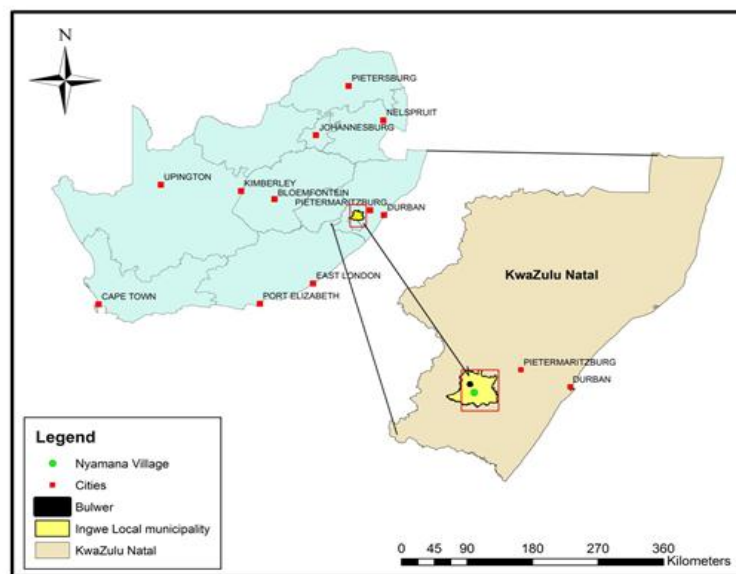 N
PIETERSBURG
NELSPRUIT
JOHANNESBURG
UPINGTON
KIMBERLEY
BLOEMFONTEIN
PIETERMARITZBURG
DURBAN
EAST LONDON
CAPE TOWN
PORT ELIZABETH
KwaZulu Natal
PIETERMARITZBURG
DURBAN
Legend
Nyamana Village
Cities
Bulwer
Ingwe Local municipality
KwaZulu Natal
0 45 90 180 270 360
Kilometers